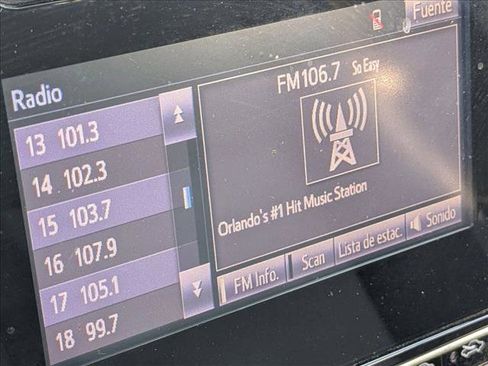 Fuente
Radio
FM106.7 So Easy
13 101.3
14 102.3
15 103.7
16 107.9
17 105.1
18 99.7
Orlando's #1 Hit Music Station
FM Info. Scan Lista de estac. Sonido